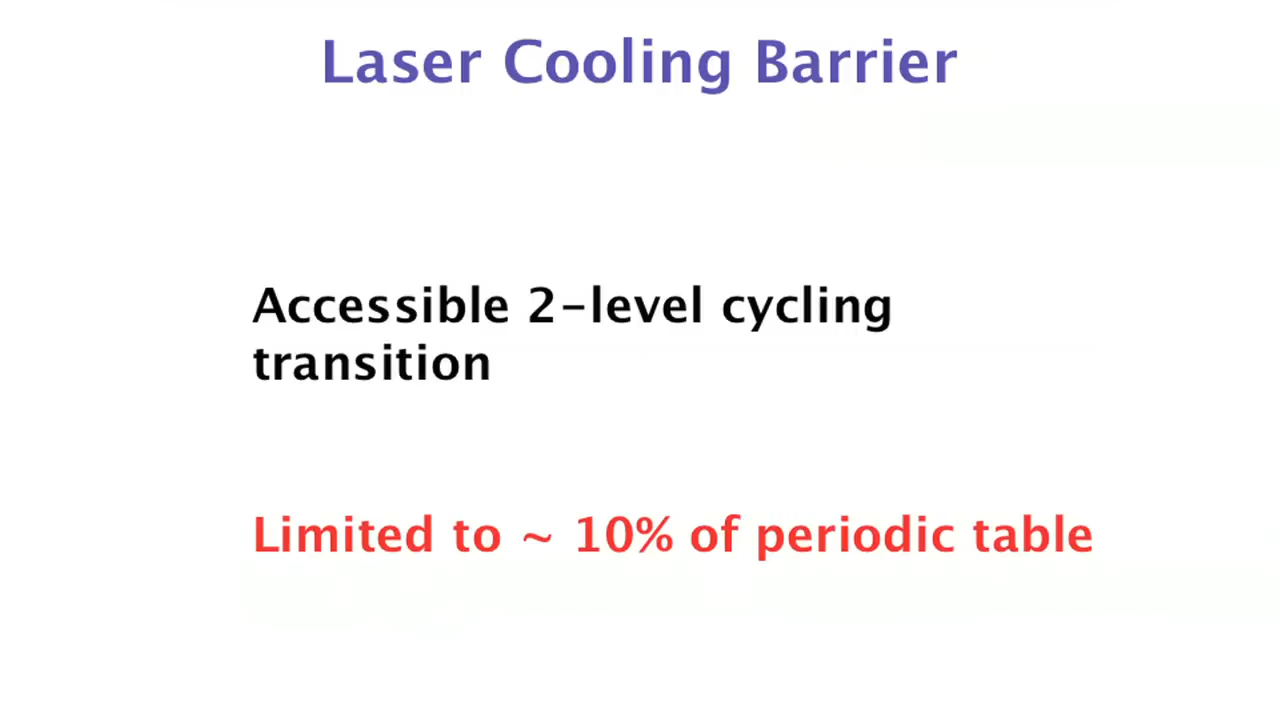 Laser Cooling Barrier
Accessible 2-level cycling
transition
Limited to ~ 10% of periodic table